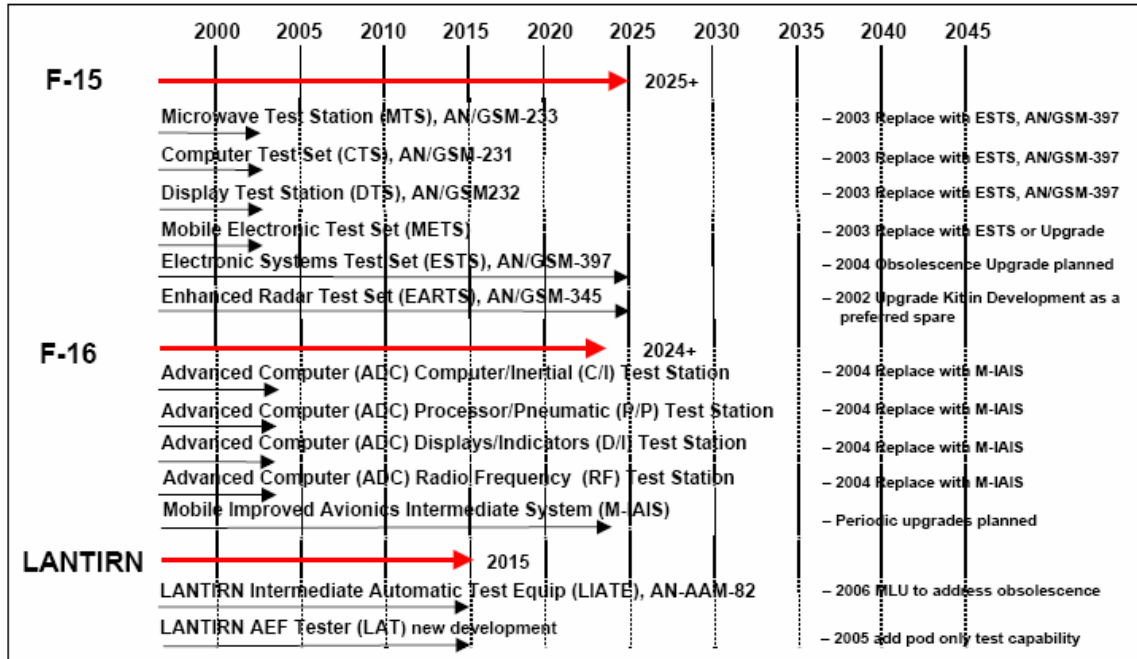 2000 2005 2010 2015 2020 2025 2030 2035 2040 2045
F-15 2025+
Microwave Test Station (MTS), AN/GSM-233 – 2003 Replace with ESTS, AN/GSM-397
Computer Test Set (CTS), AN/GSM-231 – 2003 Replace with ESTS, AN/GSM-397
Display Test Station (DTS), AN/GSM232 – 2003 Replace with ESTS, AN/GSM-397
Mobile Electronic Test Set (METS) – 2003 Replace with ESTS or Upgrade
Electronic Systems Test Set (ESTS), AN/GSM-397 – 2004 Obsolescence Upgrade planned
Enhanced Radar Test Set (EARTS), AN/GSM-345 – 2002 Upgrade Kit in Development as a
preferred spare
F-16 2024+
Advanced Computer (ADC) Computer/Inertial (C/I) Test Station – 2004 Replace with M-IAIS
Advanced Computer (ADC) Processor/Pneumatic (P/P) Test Station – 2004 Replace with M-IAIS
Advanced Computer (ADC) Displays/Indicators (D/I) Test Station – 2004 Replace with M-IAIS
Advanced Computer (ADC) Radio Frequency (RF) Test Station – 2004 Replace with M-IAIS
Mobile Improved Avionics Intermediate System (M-IAIS) – Periodic upgrades planned
LANTIRN 2015
LANTIRN Intermediate Automatic Test Equip (LIATE), AN-AAM-82 – 2006 MLU to address obsolescence
LANTIRN AEF Tester (LAT) new development – 2005 add pod only test capability